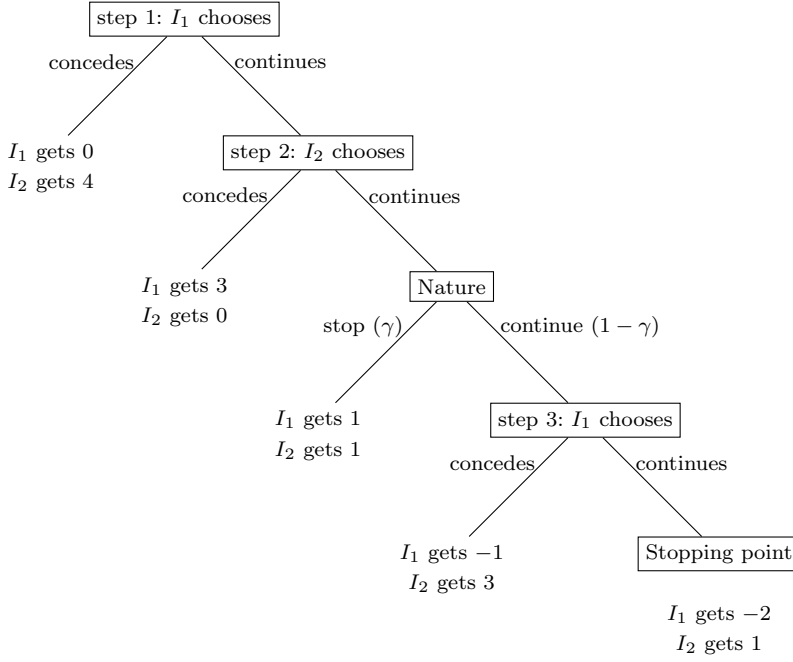 step 1: I₁ chooses
concedes
continues
I₁ gets 0
I₂ gets 4
step 2: I₂ chooses
concedes
continues
I₁ gets 3
I₂ gets 0
Nature
stop (γ)
continue (1 − γ)
I₁ gets 1
I₂ gets 1
step 3: I₁ chooses
concedes
continues
I₁ gets −1
I₂ gets 3
Stopping point
I₁ gets −2
I₂ gets 1